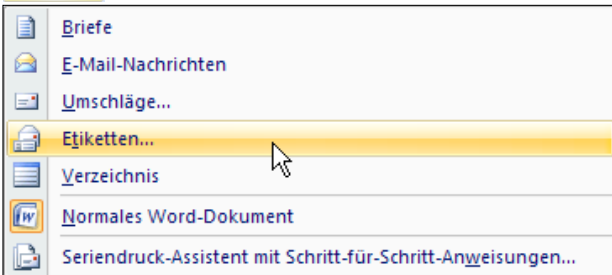 Briefe
E-Mail-Nachrichten
Umschläge...
Etiketten...
Verzeichnis
Normales Word-Dokument
Seriendruck-Assistent mit Schritt-für-Schritt-Anweisungen...